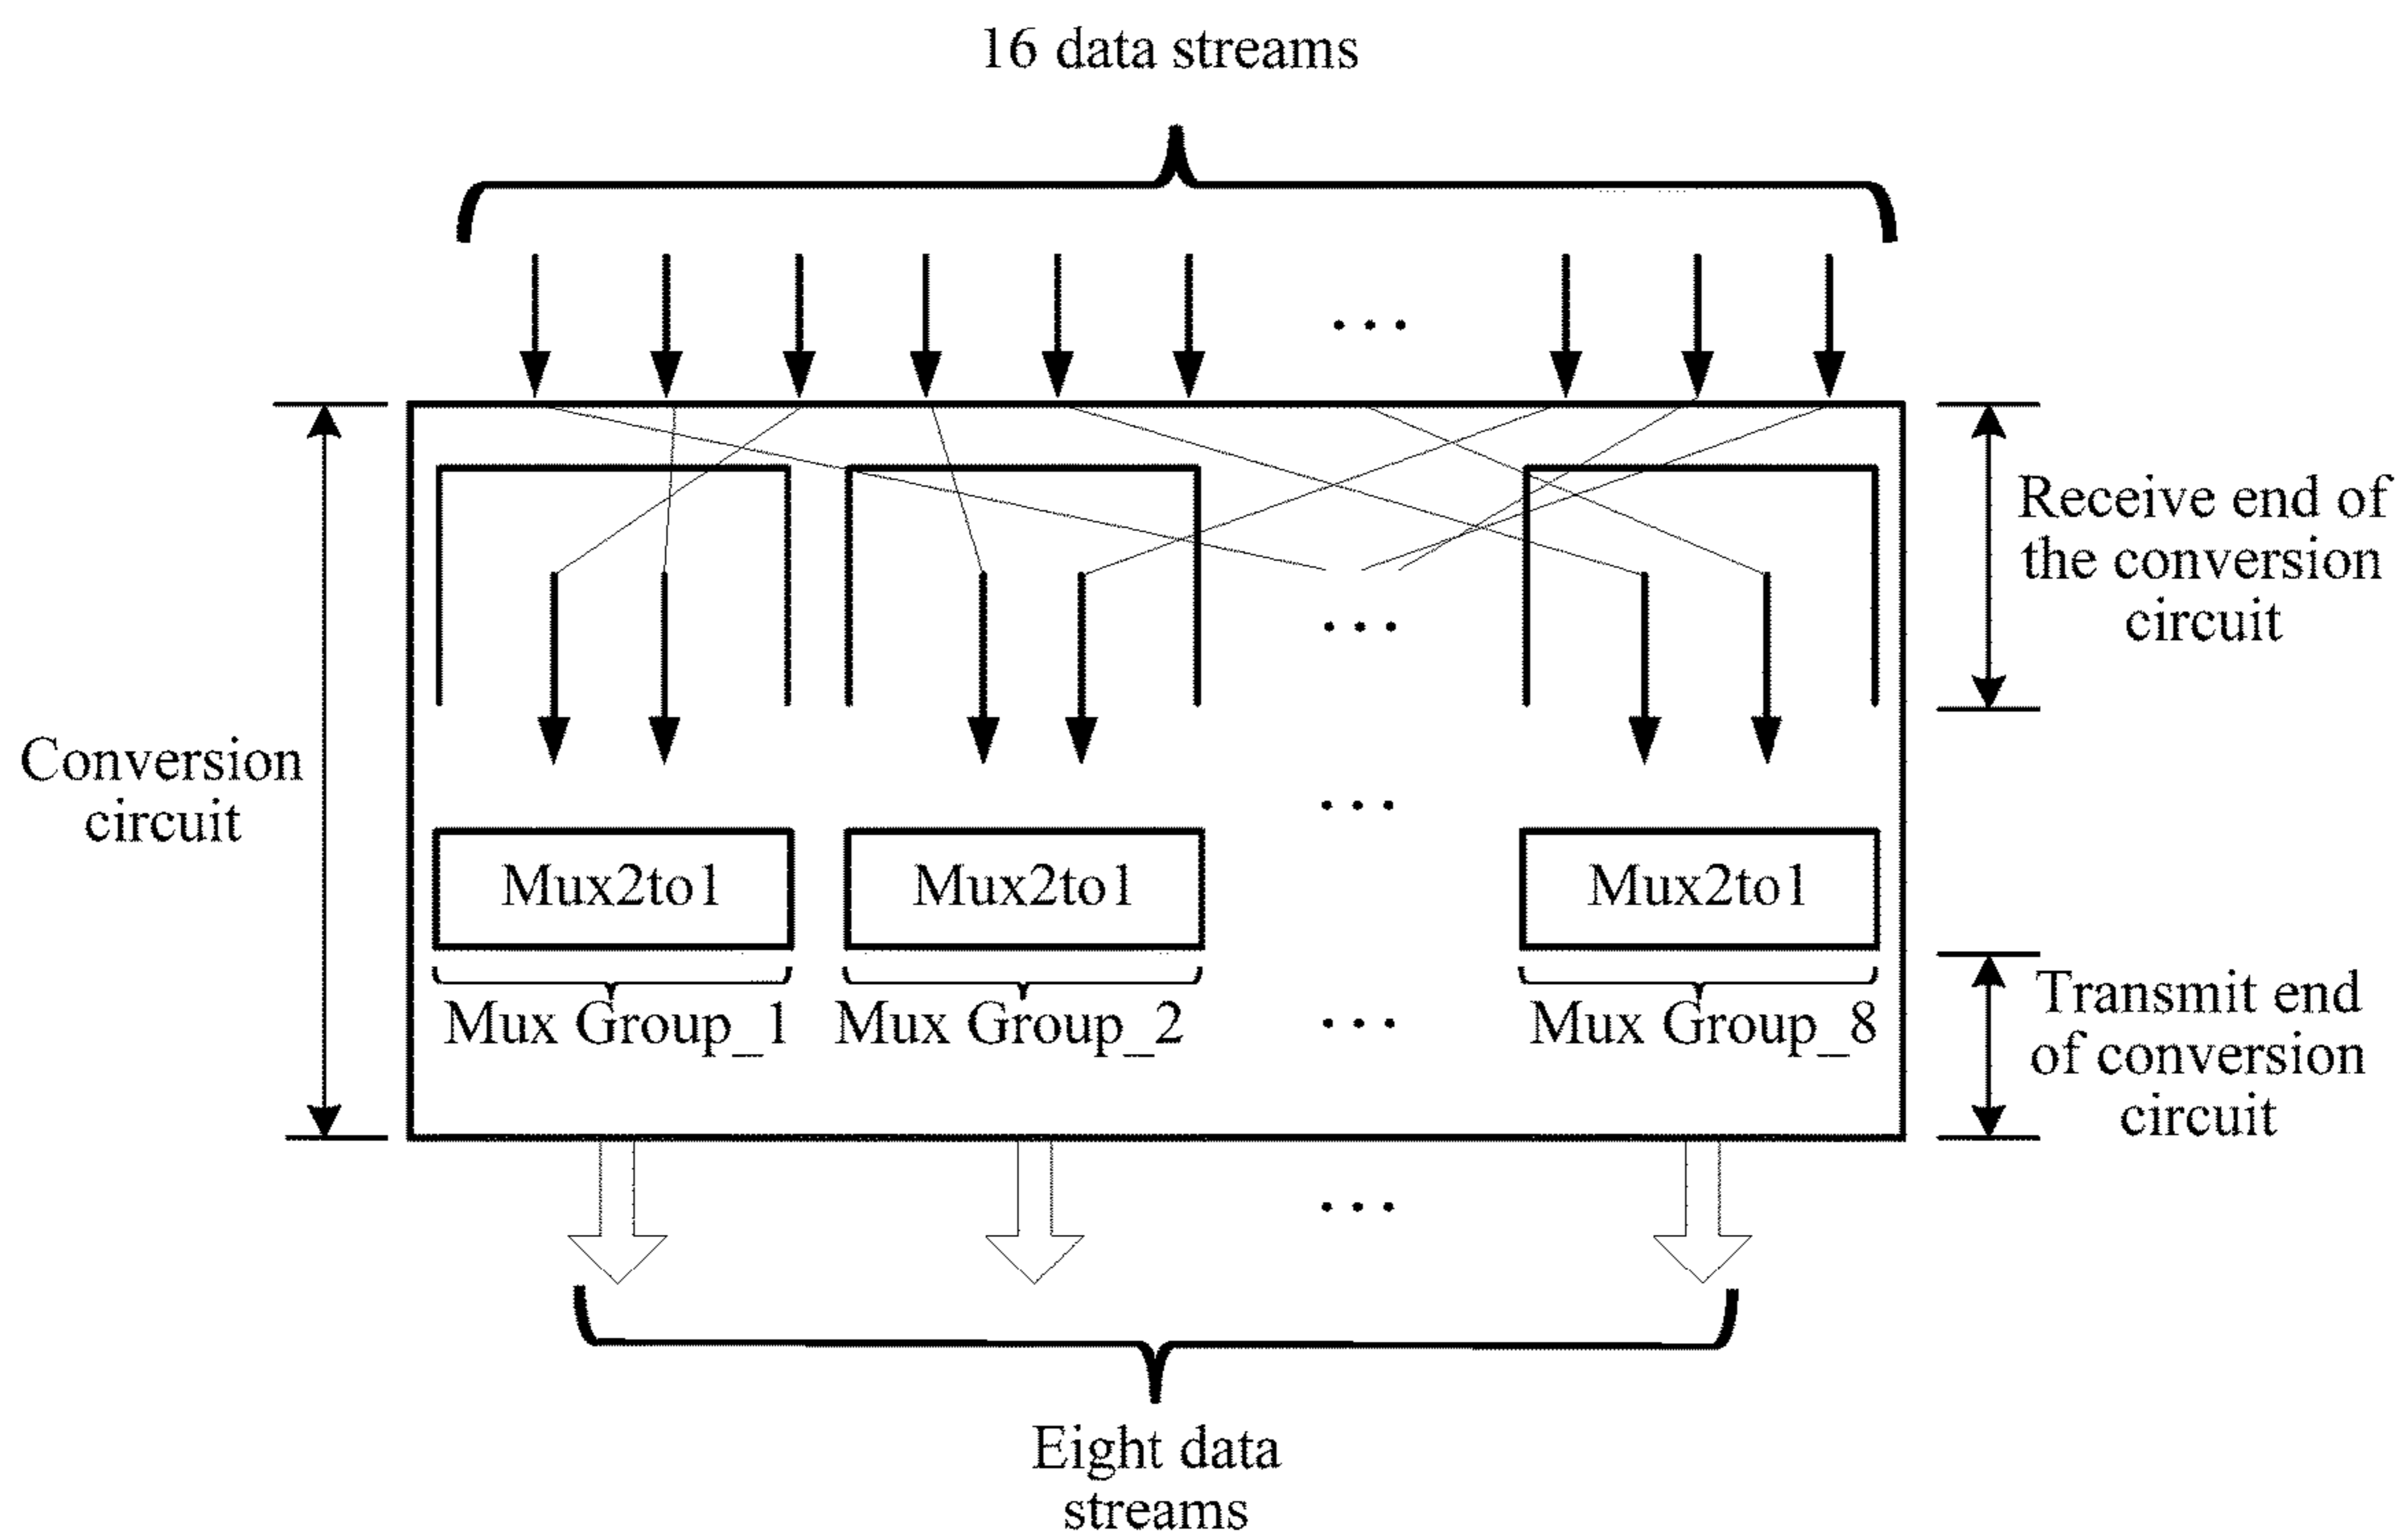 16 data streams
...
Receive end of
the conversion
circuit
...
Conversion
circuit
...
Mux2to1
Mux2to1
Mux2to1
Mux Group_1
Mux Group_2
...
Mux Group_8
Transmit end
of conversion
circuit
...
Eight data
streams